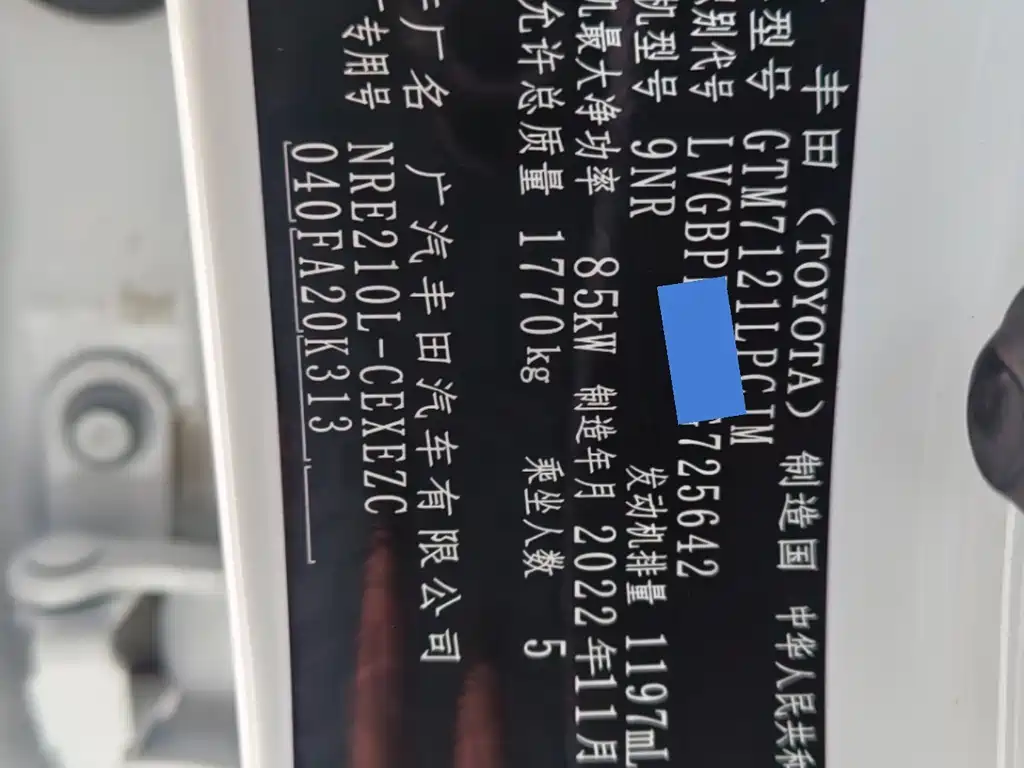 丰田 (TOYOTA) 制造国 中华人民共和
型号 GTM7121LPCTM
识别代号 LVGBP 725642
机型号 9NR 发动机排量 1197mL
机最大净功率 85kW 制造年月 2022年11月
允许总质量 1770kg 乘坐人数 5
厂名 广汽丰田汽车有限公司
专用号 NRE210L-CEXEZC
040FA20K313